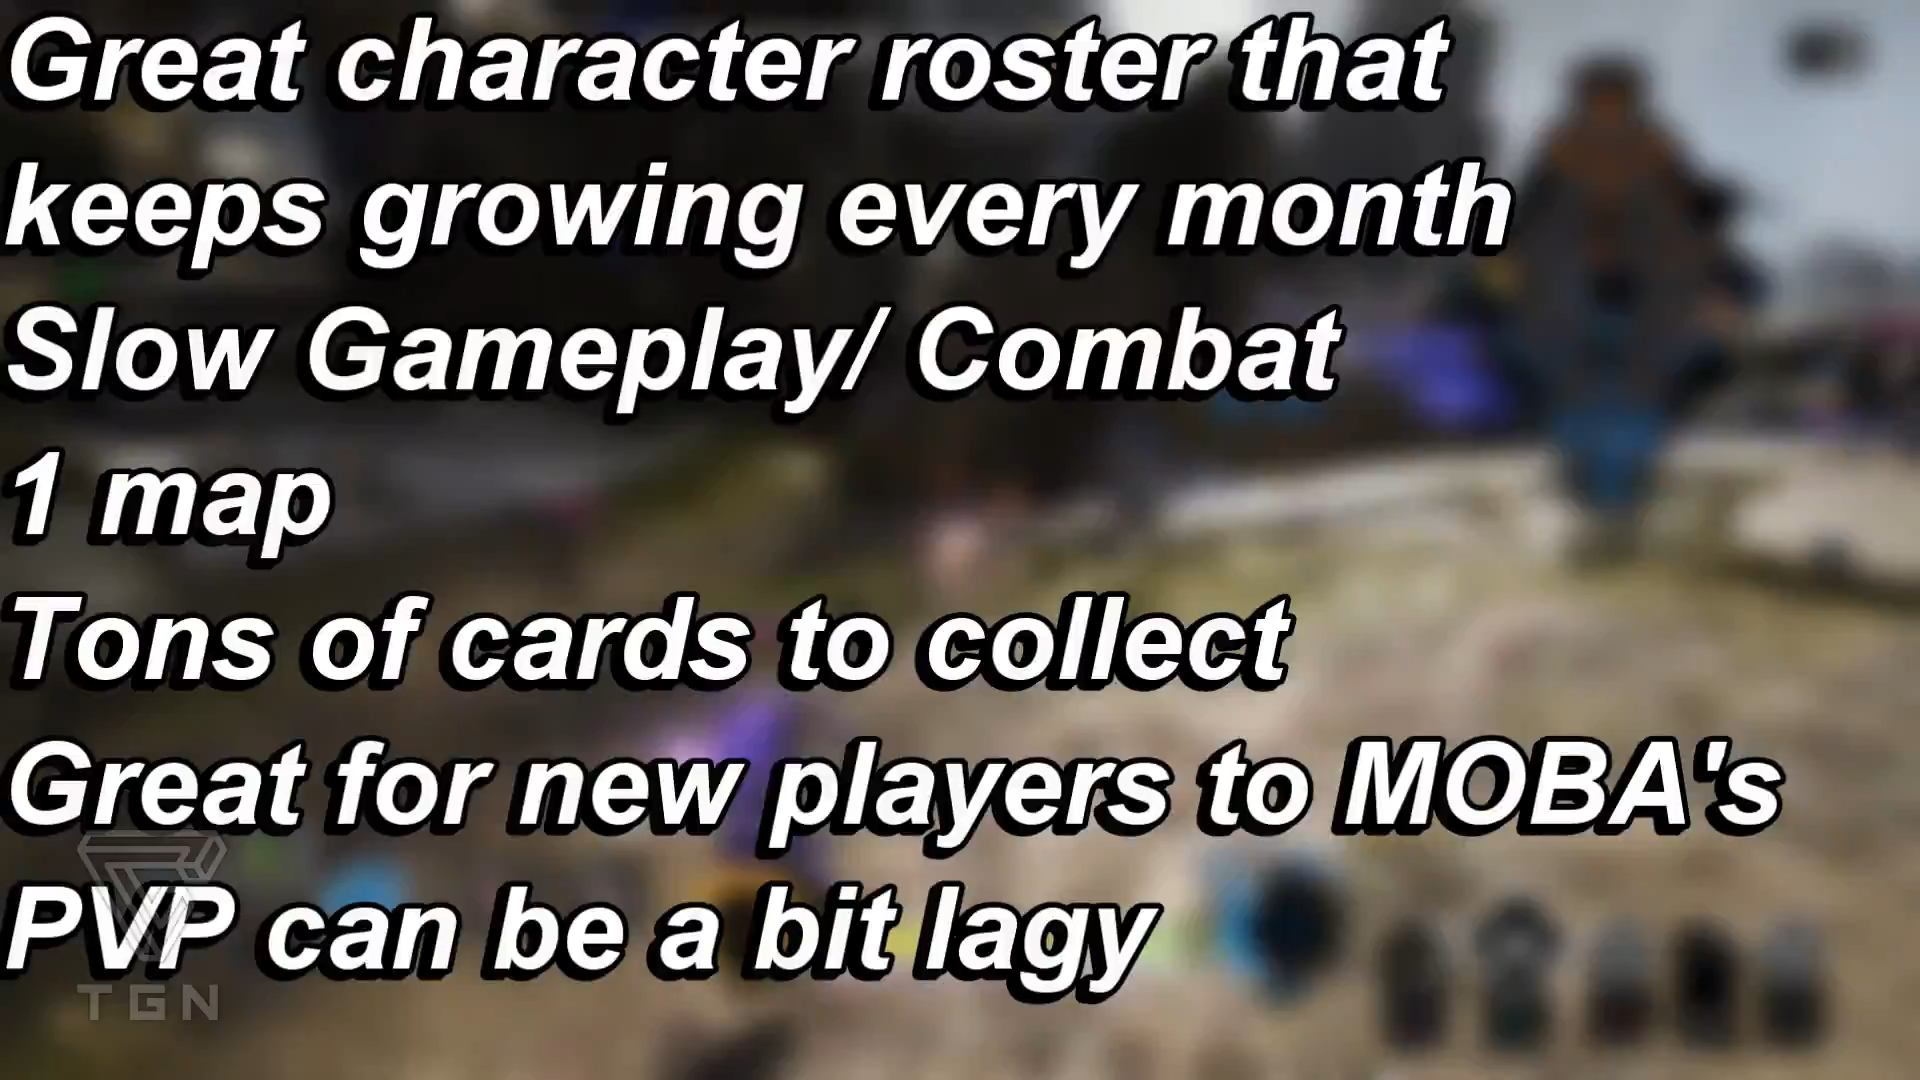 Great character roster that
keeps growing every month
Slow Gameplay/ Combat
1 map
Tons of cards to collect
Great for new players to MOBA's
PVP can be a bit lagy
TGN